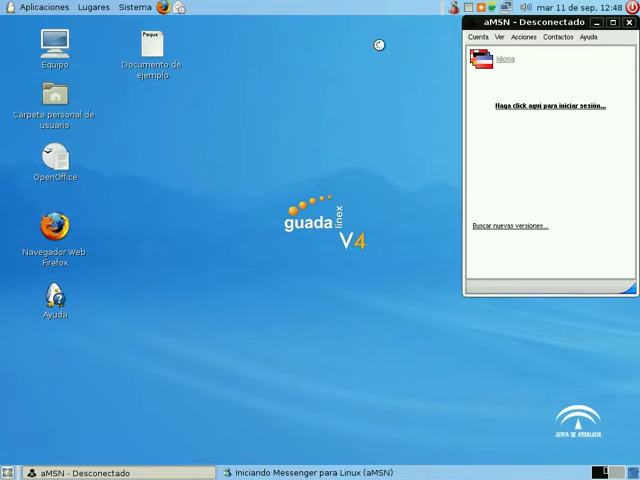 Aplicaciones Lugares Sistema mar 11 de sep, 12:48
aMSN - Desconectado
Cuenta Ver Acciones Contactos Ayuda
Idioma
Haga click aquí para iniciar sesión...
Buscar nuevas versiones...
Equipo
Peque
Documento de
ejemplo
Carpeta personal de
usuario
OpenOffice
Navegador Web
Firefox
Ayuda
guada
linex
V4
JUNTA DE ANDALUCIA
aMSN - Desconectado
Iniciando Messenger para Linux (aMSN)